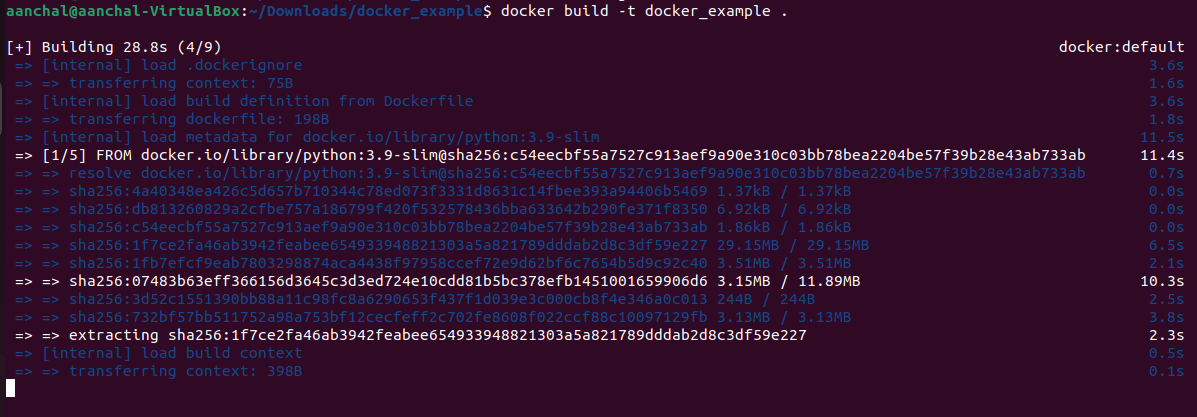 aanchal@aanchal-VirtualBox:~/Downloads/docker_example$ docker build -t docker_example .
[+] Building 28.8s (4/9) docker:default
=> [internal] load .dockerignore 3.6s
=> => transferring context: 75B 1.6s
=> [internal] load build definition from Dockerfile 3.6s
=> => transferring dockerfile: 198B 1.8s
=> [internal] load metadata for docker.io/library/python:3.9-slim 11.5s
=> [1/5] FROM docker.io/library/python:3.9-slim@sha256:c54eecbf55a7527c913aef9a90e310c03bb78bea2204be57f39b28e43ab733ab 11.4s
=> => resolve docker.io/library/python:3.9-slim@sha256:c54eecbf55a7527c913aef9a90e310c03bb78bea2204be57f39b28e43ab733ab 0.7s
=> => sha256:4a40348ea426c5d657b710344c78ed073f3331d8631c14fbee393a94406b5469 1.37kB / 1.37kB 0.0s
=> => sha256:db813260829a2cfbe757a186799f420f532578436bba633642b290fe371f8350 6.92kB / 6.92kB 0.0s
=> => sha256:c54eecbf55a7527c913aef9a90e310c03bb78bea2204be57f39b28e43ab733ab 1.86kB / 1.86kB 0.0s
=> => sha256:1f7ce2fa46ab3942feabee654933948821303a5a821789dddab2d8c3df59e227 29.15MB / 29.15MB 6.5s
=> => sha256:1fb7efcf9eab7803298874aca4438f97958ccef72e9d62bf6c7654b5d9c92c40 3.51MB / 3.51MB 2.1s
=> => sha256:07483b63eff366156d3645c3d3ed724e10cdd81b5bc378efb1451001659906d6 3.15MB / 11.89MB 10.3s
=> => sha256:3d52c1551390bb88a11c98fc8a6290653f437f1d039e3c000cb8f4e346a0c013 244B / 244B 2.5s
=> => sha256:732bf57bb511752a98a753bf12cecfeff2c702fe8608f022ccf88c10097129fb 3.13MB / 3.13MB 3.8s
=> => extracting sha256:1f7ce2fa46ab3942feabee654933948821303a5a821789dddab2d8c3df59e227 2.3s
=> [internal] load build context 0.5s
=> => transferring context: 398B 0.1s